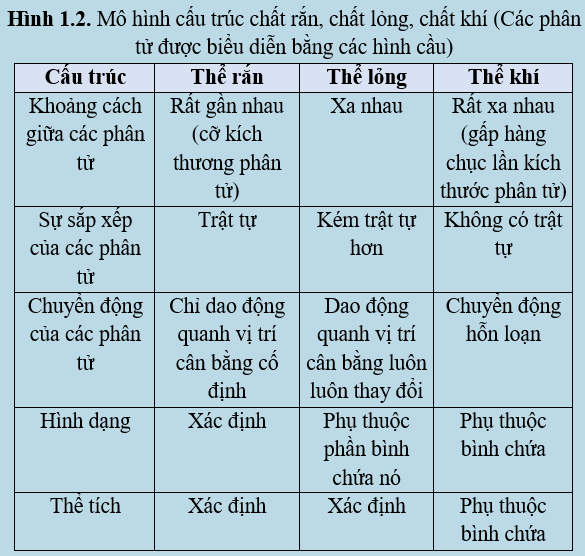 Hình 1.2. Mô hình cấu trúc chất rắn, chất lỏng, chất khí (Các phân
tử được biểu diễn bằng các hình cầu)
Cấu trúc Thể rắn Thể lỏng Thể khí
Khoảng cách
giữa các phân
tử
Rất gần nhau
(cỡ kích
thương phân
tử)
Xa nhau
Rất xa nhau
(gấp hàng
chục lần kích
thước phân tử)
Sự sắp xếp
của các phân
tử
Trật tự
Kém trật tự
hơn
Không có trật
tự
Chuyển động
của các phân
tử
Chỉ dao động
quanh vị trí
cân bằng cố
định
Dao động
quanh vị trí
cân bằng luôn
luôn thay đổi
Chuyển động
hỗn loạn
Hình dạng
Xác định
Phụ thuộc
phần bình
chứa nó
Phụ thuộc
bình chứa
Thể tích
Xác định
Xác định
Phụ thuộc
bình chứa